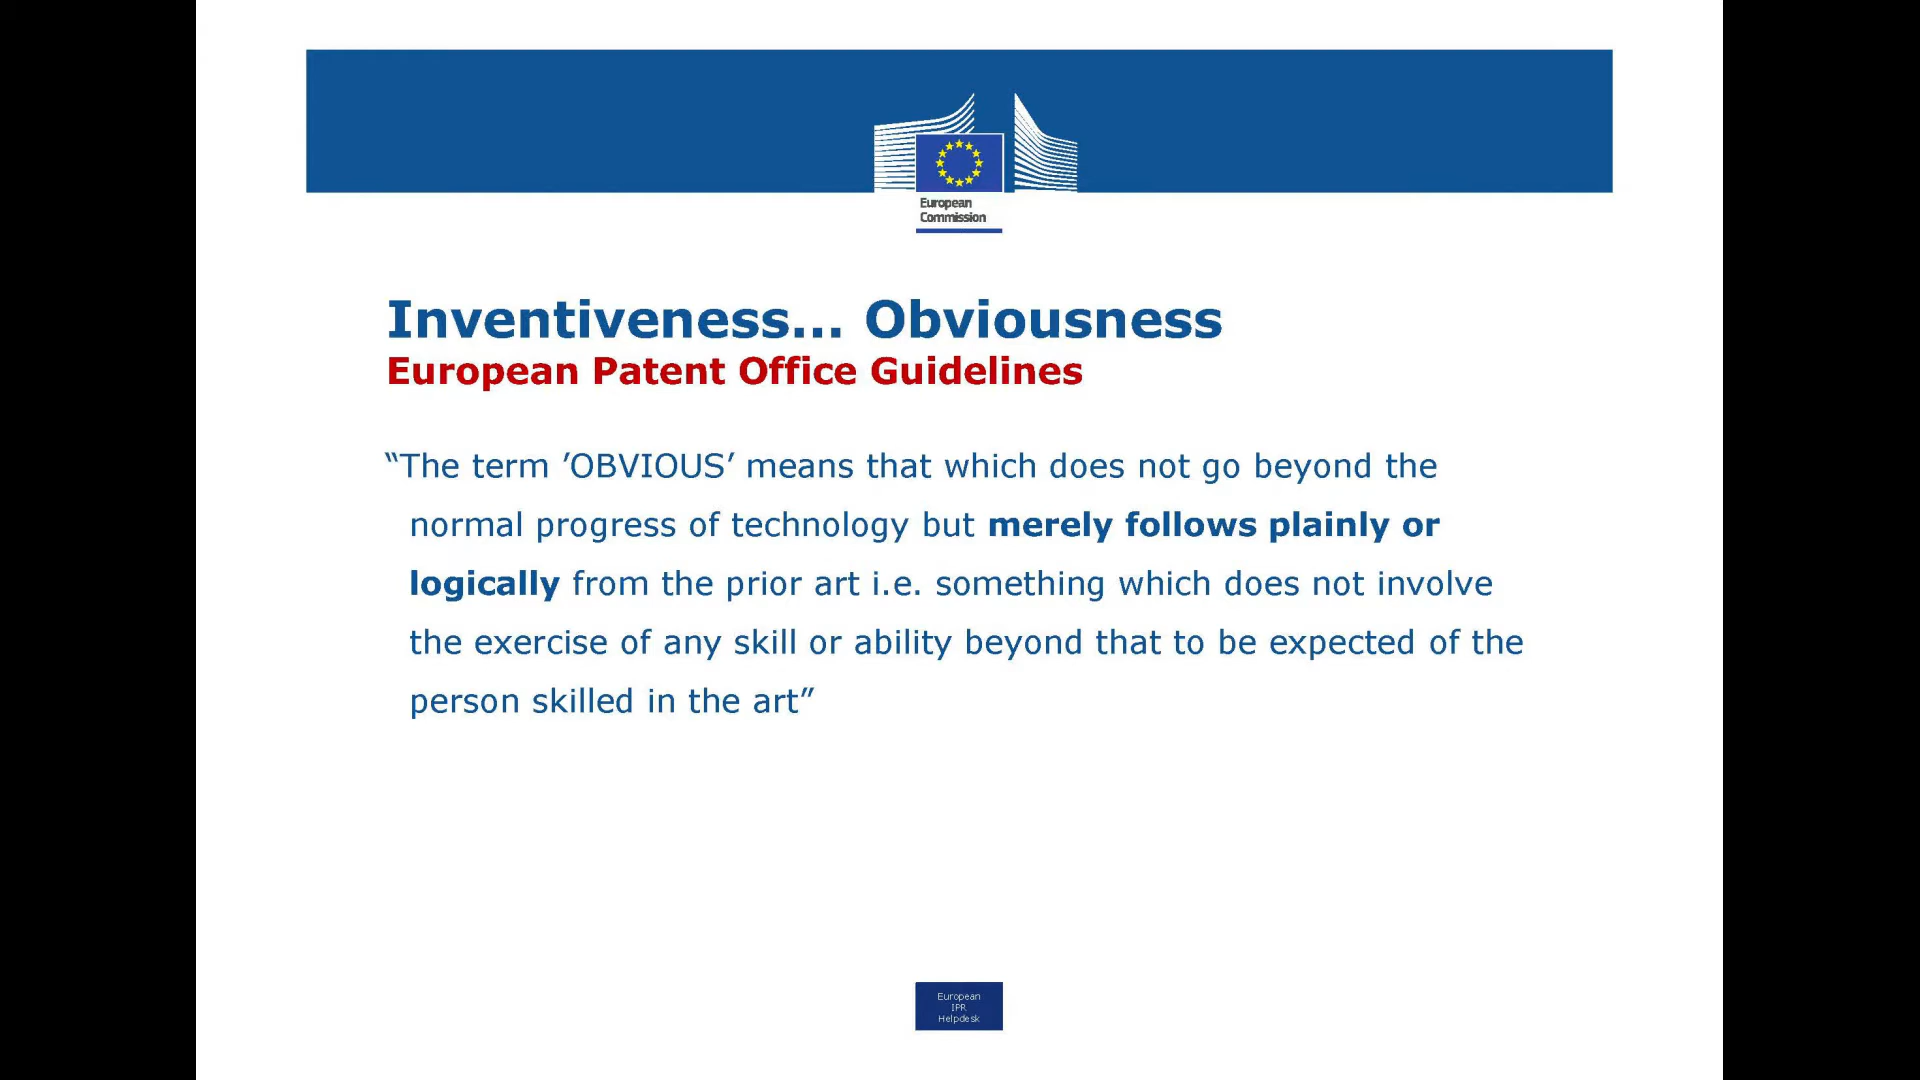 European
Commission
Inventiveness... Obviousness
European Patent Office Guidelines
“The term ’OBVIOUS’ means that which does not go beyond the
normal progress of technology but merely follows plainly or
logically from the prior art i.e. something which does not involve
the exercise of any skill or ability beyond that to be expected of the
person skilled in the art”
European
IPR
Helpdesk